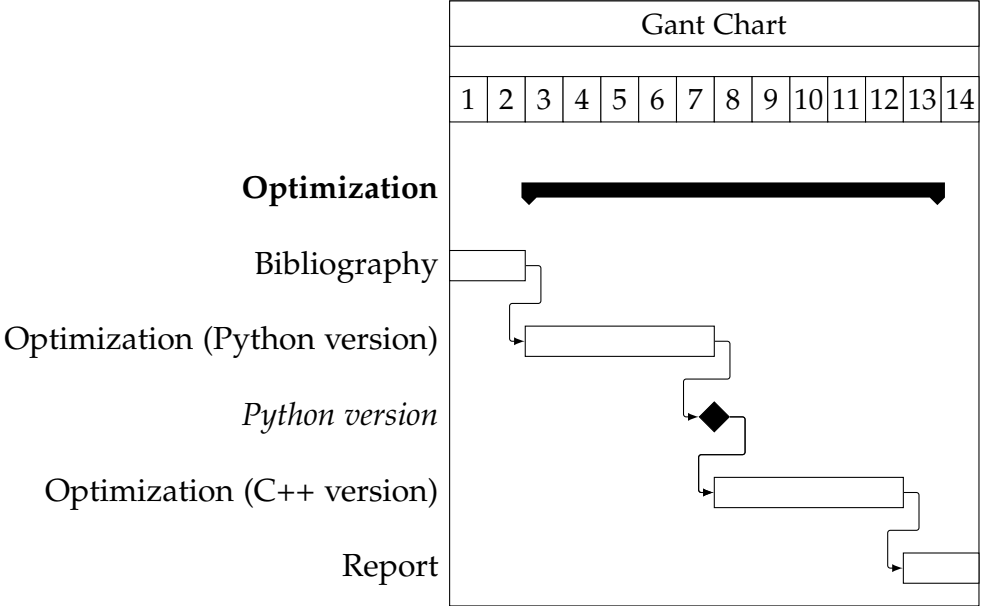 Gant Chart
1 2 3 4 5 6 7 8 9 10 11 12 13 14
Optimization
Bibliography
Optimization (Python version)
Python version
Optimization (C++ version)
Report